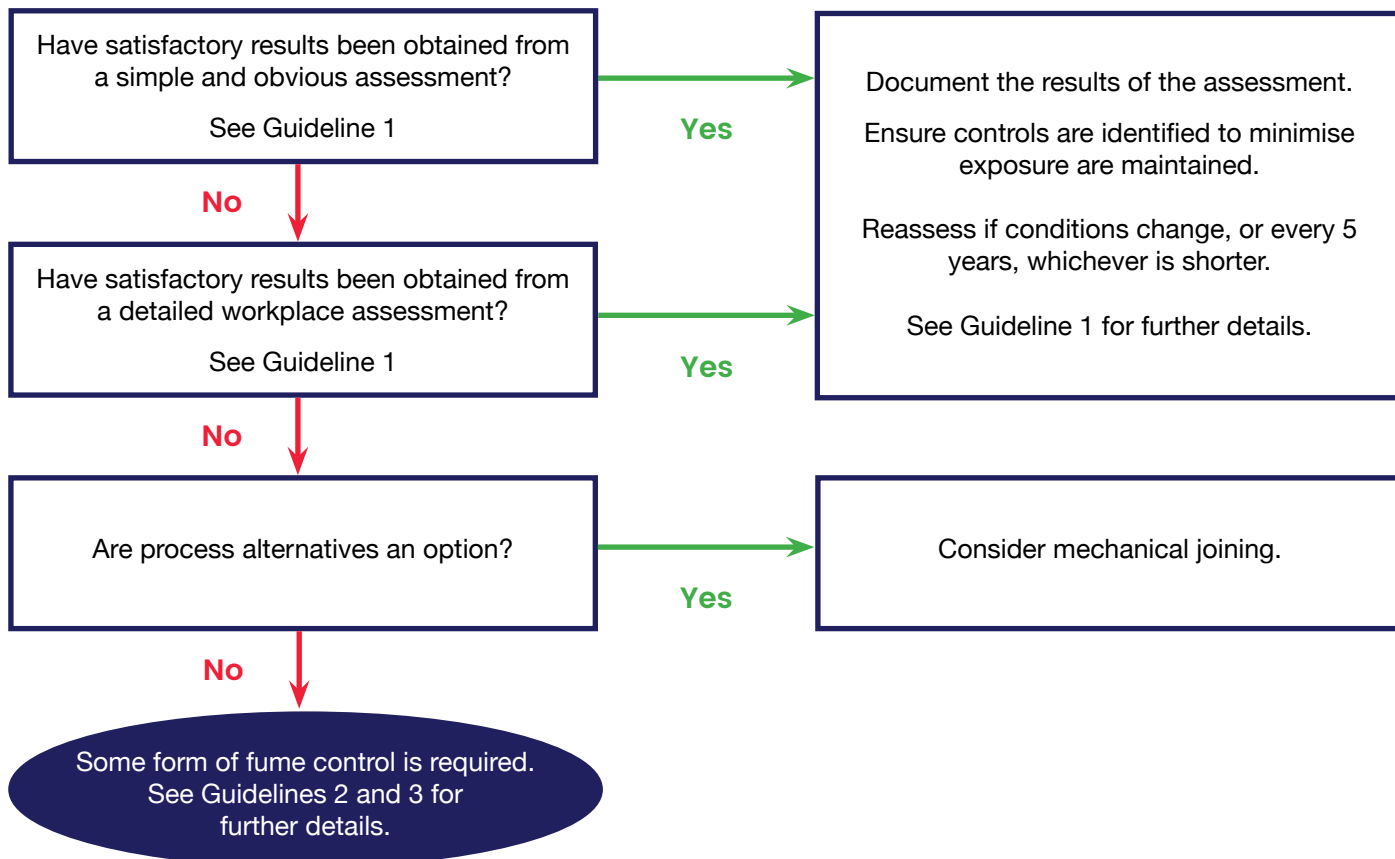 Have satisfactory results been obtained from
a simple and obvious assessment?
See Guideline 1
Yes
Document the results of the assessment.
Ensure controls are identified to minimise
exposure are maintained.
Reassess if conditions change, or every 5
years, whichever is shorter.
See Guideline 1 for further details.
No
Have satisfactory results been obtained from
a detailed workplace assessment?
See Guideline 1
Yes
No
Are process alternatives an option?
Yes
Consider mechanical joining.
No
Some form of fume control is required.
See Guidelines 2 and 3 for
further details.